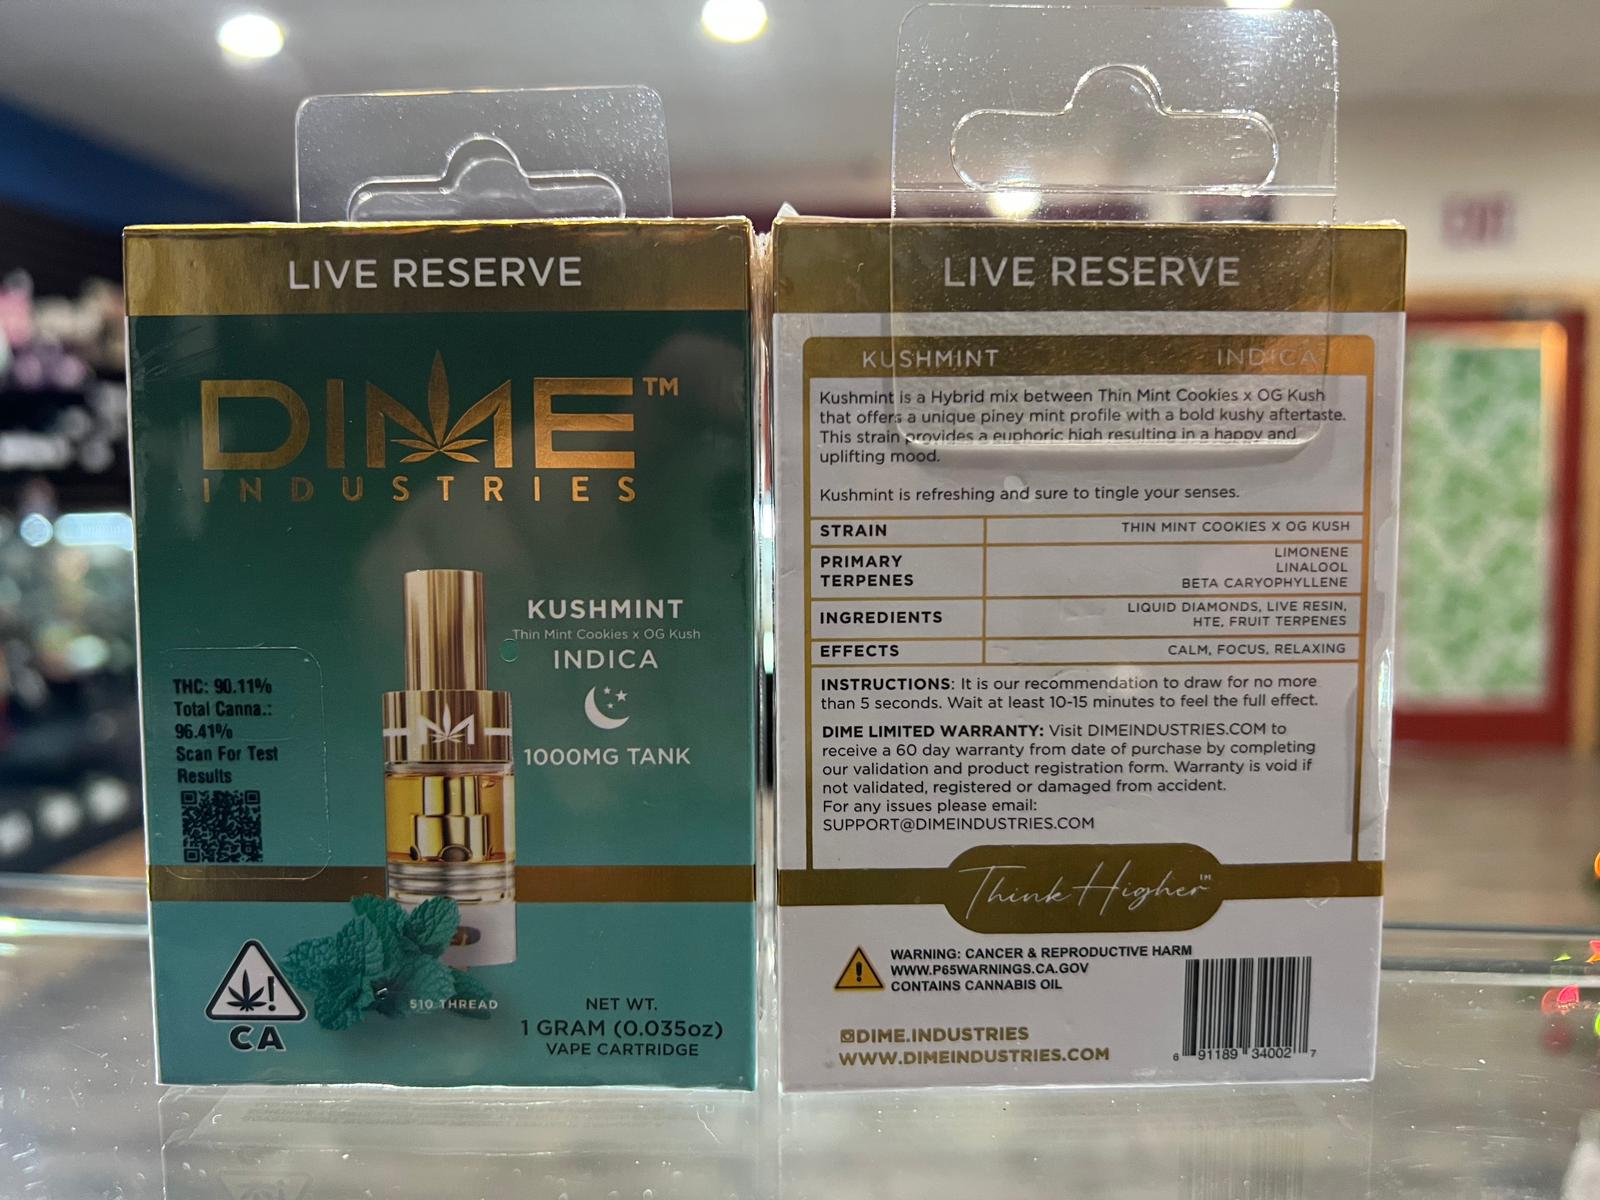 LIVE RESERVE
DIME™
INDUSTRIES
KUSHMINT
Thin Mint Cookies x OG Kush
INDICA
1000MG TANK
THC: 90.11%
Total Canna.:
96.41%
Scan For Test
Results
CA
510 THREAD
NET WT.
1 GRAM (0.035oz)
VAPE CARTRIDGE
LIVE RESERVE
KUSHMINT INDICA
Kushmint is a Hybrid mix between Thin Mint Cookies x OG Kush
that offers a unique piney mint profile with a bold kushy aftertaste.
This strain provides a euphoric high resulting in a happy and
uplifting mood.
Kushmint is refreshing and sure to tingle your senses.
STRAIN THIN MINT COOKIES X OG KUSH
PRIMARY
TERPENES
LIMONENE
LINALOOL
BETA CARYOPHYLLENE
INGREDIENTS
LIQUID DIAMONDS, LIVE RESIN,
HTE, FRUIT TERPENES
EFFECTS CALM, FOCUS, RELAXING
INSTRUCTIONS: It is our recommendation to draw for no more
than 5 seconds. Wait at least 10-15 minutes to feel the full effect.
DIME LIMITED WARRANTY: Visit DIMEINDUSTRIES.COM to
receive a 60 day warranty from date of purchase by completing
our validation and product registration form. Warranty is void if
not validated, registered or damaged from accident.
For any issues please email:
SUPPORT@DIMEINDUSTRIES.COM
Think Higher™
WARNING: CANCER & REPRODUCTIVE HARM
WWW.P65WARNINGS.CA.GOV
CONTAINS CANNABIS OIL
DIME.INDUSTRIES
WWW.DIMEINDUSTRIES.COM
6 91189 34002 7